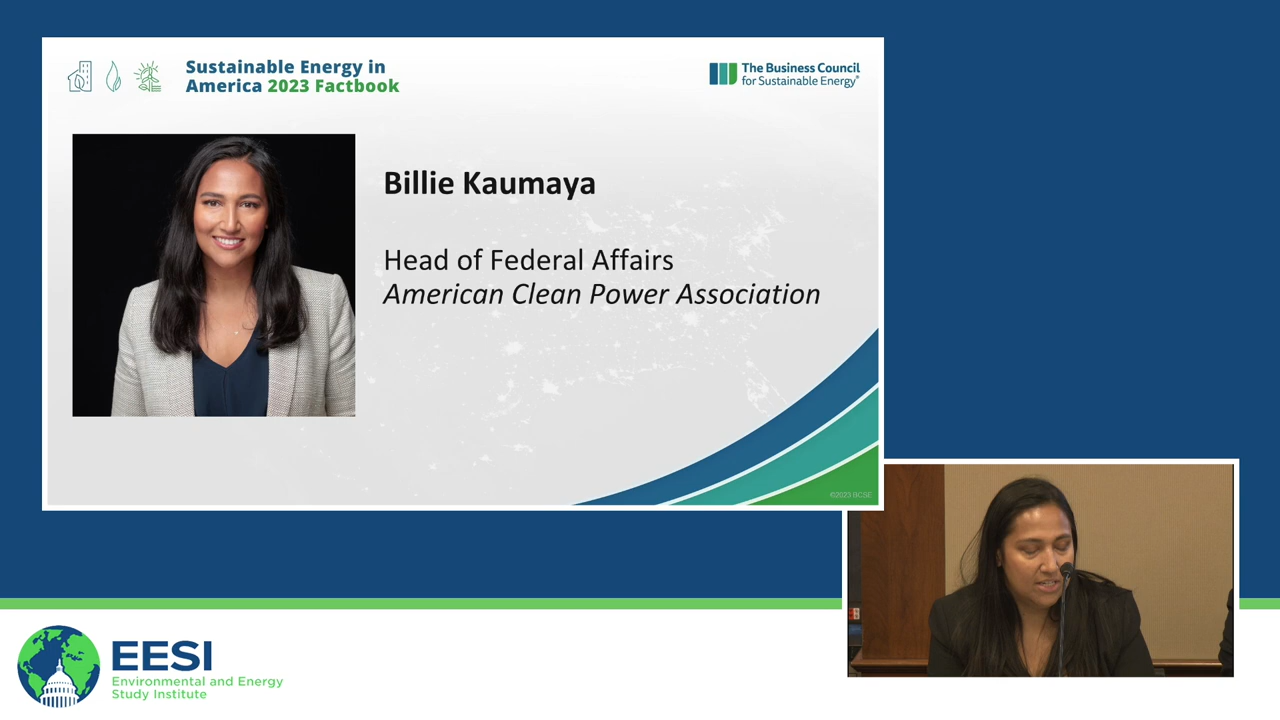 Sustainable Energy in
America 2023 Factbook
The Business Council
for Sustainable Energy®
Billie Kaumaya
Head of Federal Affairs
American Clean Power Association
©2023 BCSE
EESI
Environmental and Energy
Study Institute